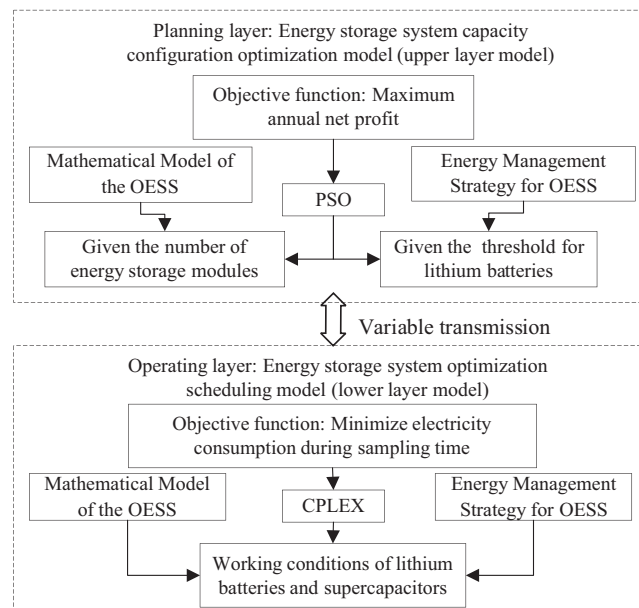 Planning layer: Energy storage system capacity
configuration optimization model (upper layer model)
Objective function: Maximum
annual net profit
Mathematical Model of
the OESS
Energy Management
Strategy for OESS
PSO
Given the number of
energy storage modules
Given the threshold for
lithium batteries
Variable transmission
Operating layer: Energy storage system optimization
scheduling model (lower layer model)
Objective function: Minimize electricity
consumption during sampling time
Mathematical Model
of the OESS
Energy Management
Strategy for OESS
CPLEX
Working conditions of lithium
batteries and supercapacitors